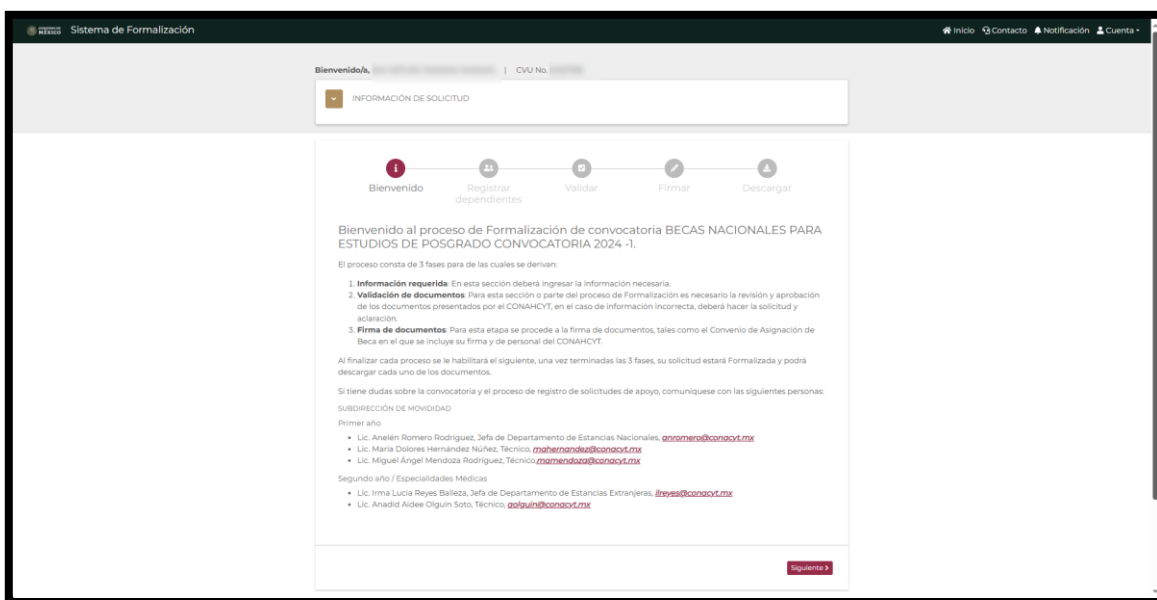 GOBIERNO DE MÉXICO Sistema de Formalización Inicio Contacto Notificación Cuenta
Bienvenido/a, | CVU No.
INFORMACIÓN DE SOLICITUD
Bienvenido Registrar dependientes Validar Firmar Descargar
Bienvenido al proceso de Formalización de convocatoria BECAS NACIONALES PARA
ESTUDIOS DE POSGRADO CONVOCATORIA 2024 -1.
El proceso consta de 3 fases para de las cuales se derivan:
1. Información requerida: En esta sección deberá ingresar la información necesaria.
2. Validación de documentos: Para esta sección o parte del proceso de Formalización es necesario la revisión y aprobación
de los documentos presentados por el CONAHCYT, en el caso de información incorrecta, deberá hacer la solicitud y
aclaración.
3. Firma de documentos: Para esta etapa se procede a la firma de documentos, tales como el Convenio de Asignación de
Beca en el que se incluye su firma y de personal del CONAHCYT.
Al finalizar cada proceso se le habilitará el siguiente, una vez terminadas las 3 fases, su solicitud estará Formalizada y podrá
descargar cada uno de los documentos.
Si tiene dudas sobre la convocatoria y el proceso de registro de solicitudes de apoyo, comuníquese con las siguientes personas:
SUBDIRECCIÓN DE MOVIDIDAD
Primer año
• Lic. Anelén Romero Rodriguez, Jefa de Departamento de Estancias Nacionales, anromero@conacyt.mx
• Lic. María Dolores Hernández Núñez, Técnico, mahernandez@conacyt.mx
• Lic. Miguel Ángel Mendoza Rodríguez, Técnico,mamendoza@conacyt.mx
Segundo año / Especialidades Médicas
• Lic. Irma Lucia Reyes Balleza, Jefa de Departamento de Estancias Extranjeras, ilreyes@conacyt.mx
• Lic. Anadid Aidee Olguin Soto, Técnico, aolguin@conacyt.mx
Siguiente